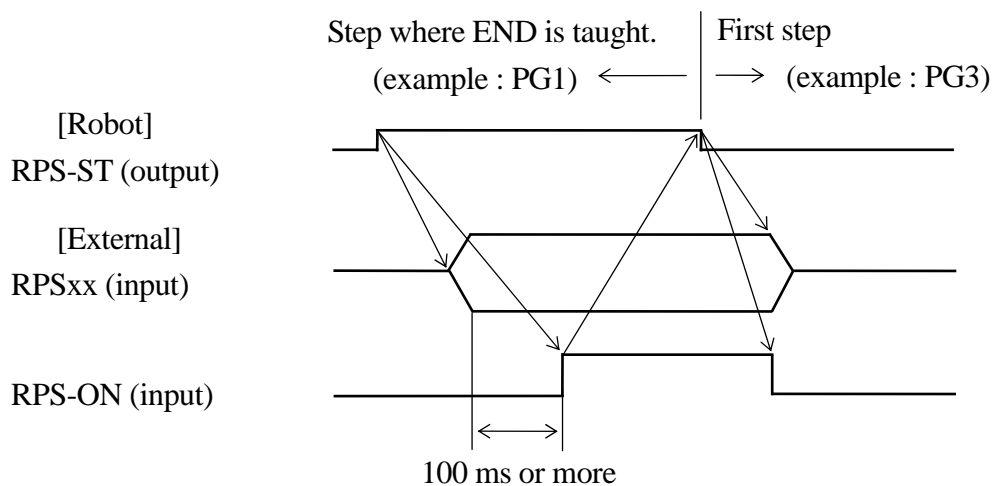 Step where END is taught.
First step
(example : PG1)
(example : PG3)
[Robot]
RPS-ST (output)
[External]
RPSxx (input)
RPS-ON (input)
100 ms or more